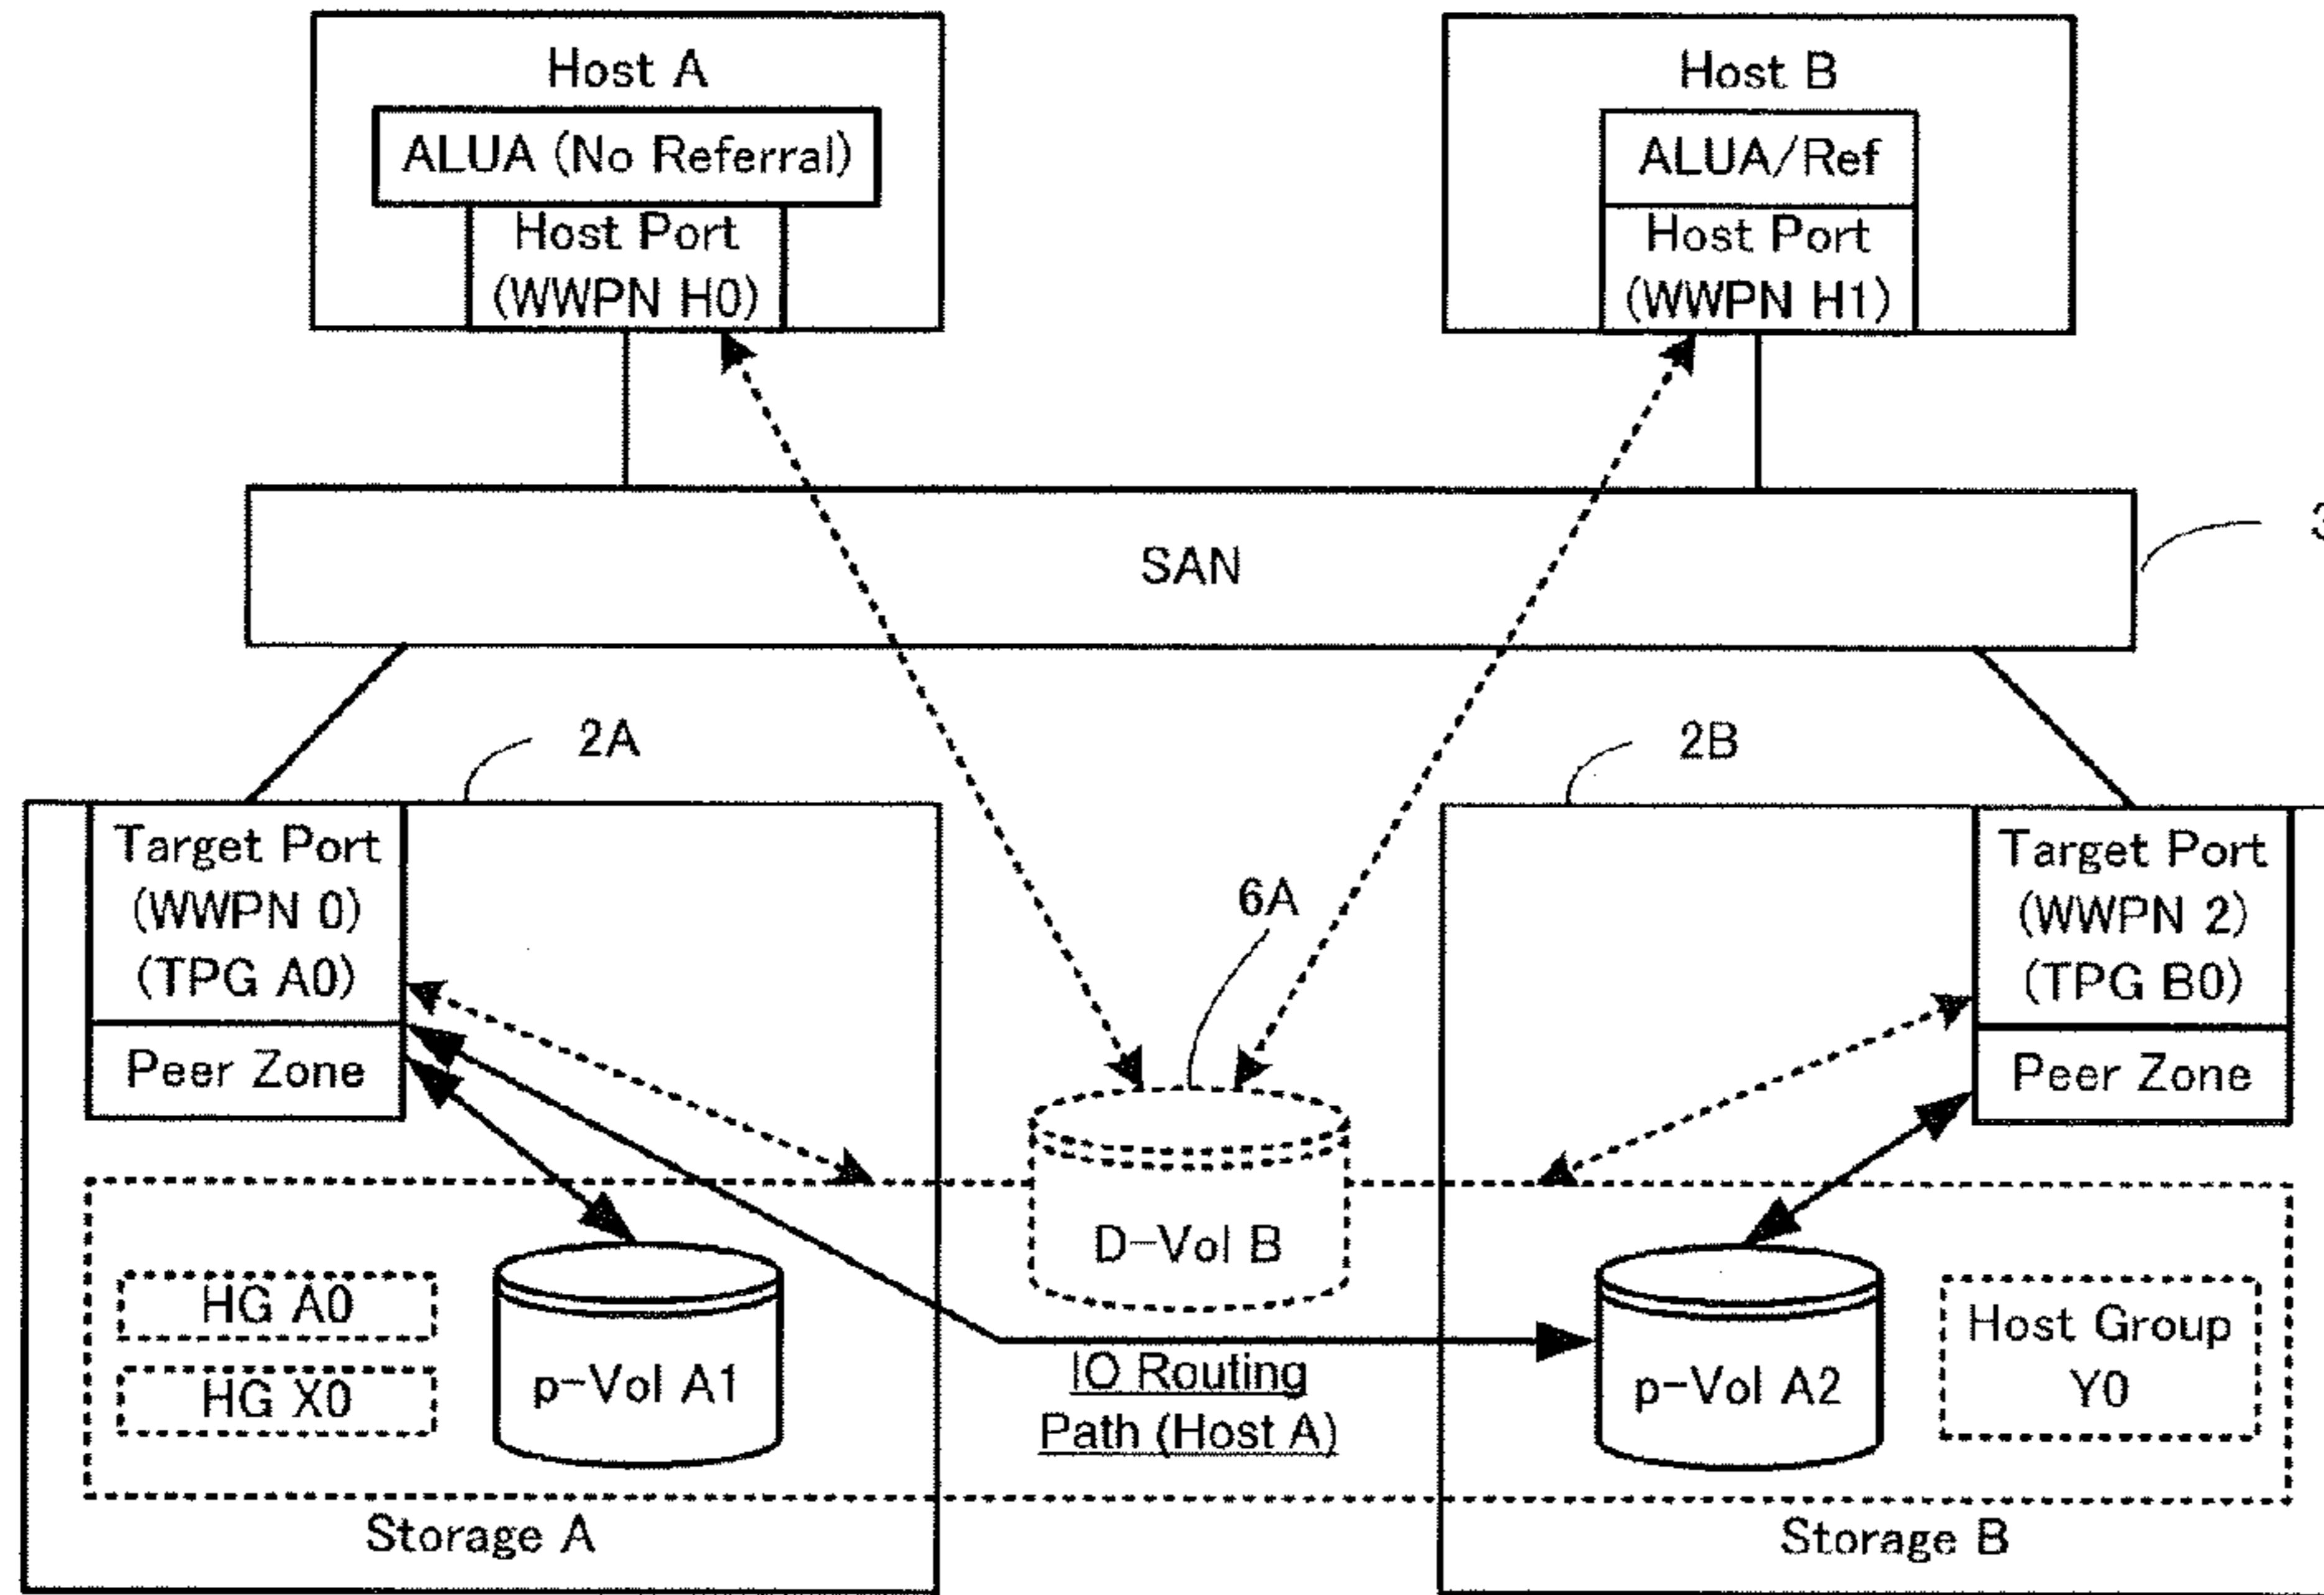 Host A
ALUA (No Referral)
Host Port
(WWPN H0)
Host B
ALUA/Ref
Host Port
(WWPN H1)
SAN
3
2A
2B
Target Port
(WWPN 0)
(TPG A0)
Peer Zone
6A
Target Port
(WWPN 2)
(TPG B0)
Peer Zone
HG A0
HG X0
p-Vol A1
D-Vol B
IO Routing
Path (Host A)
p-Vol A2
Host Group
Y0
Storage A
Storage B